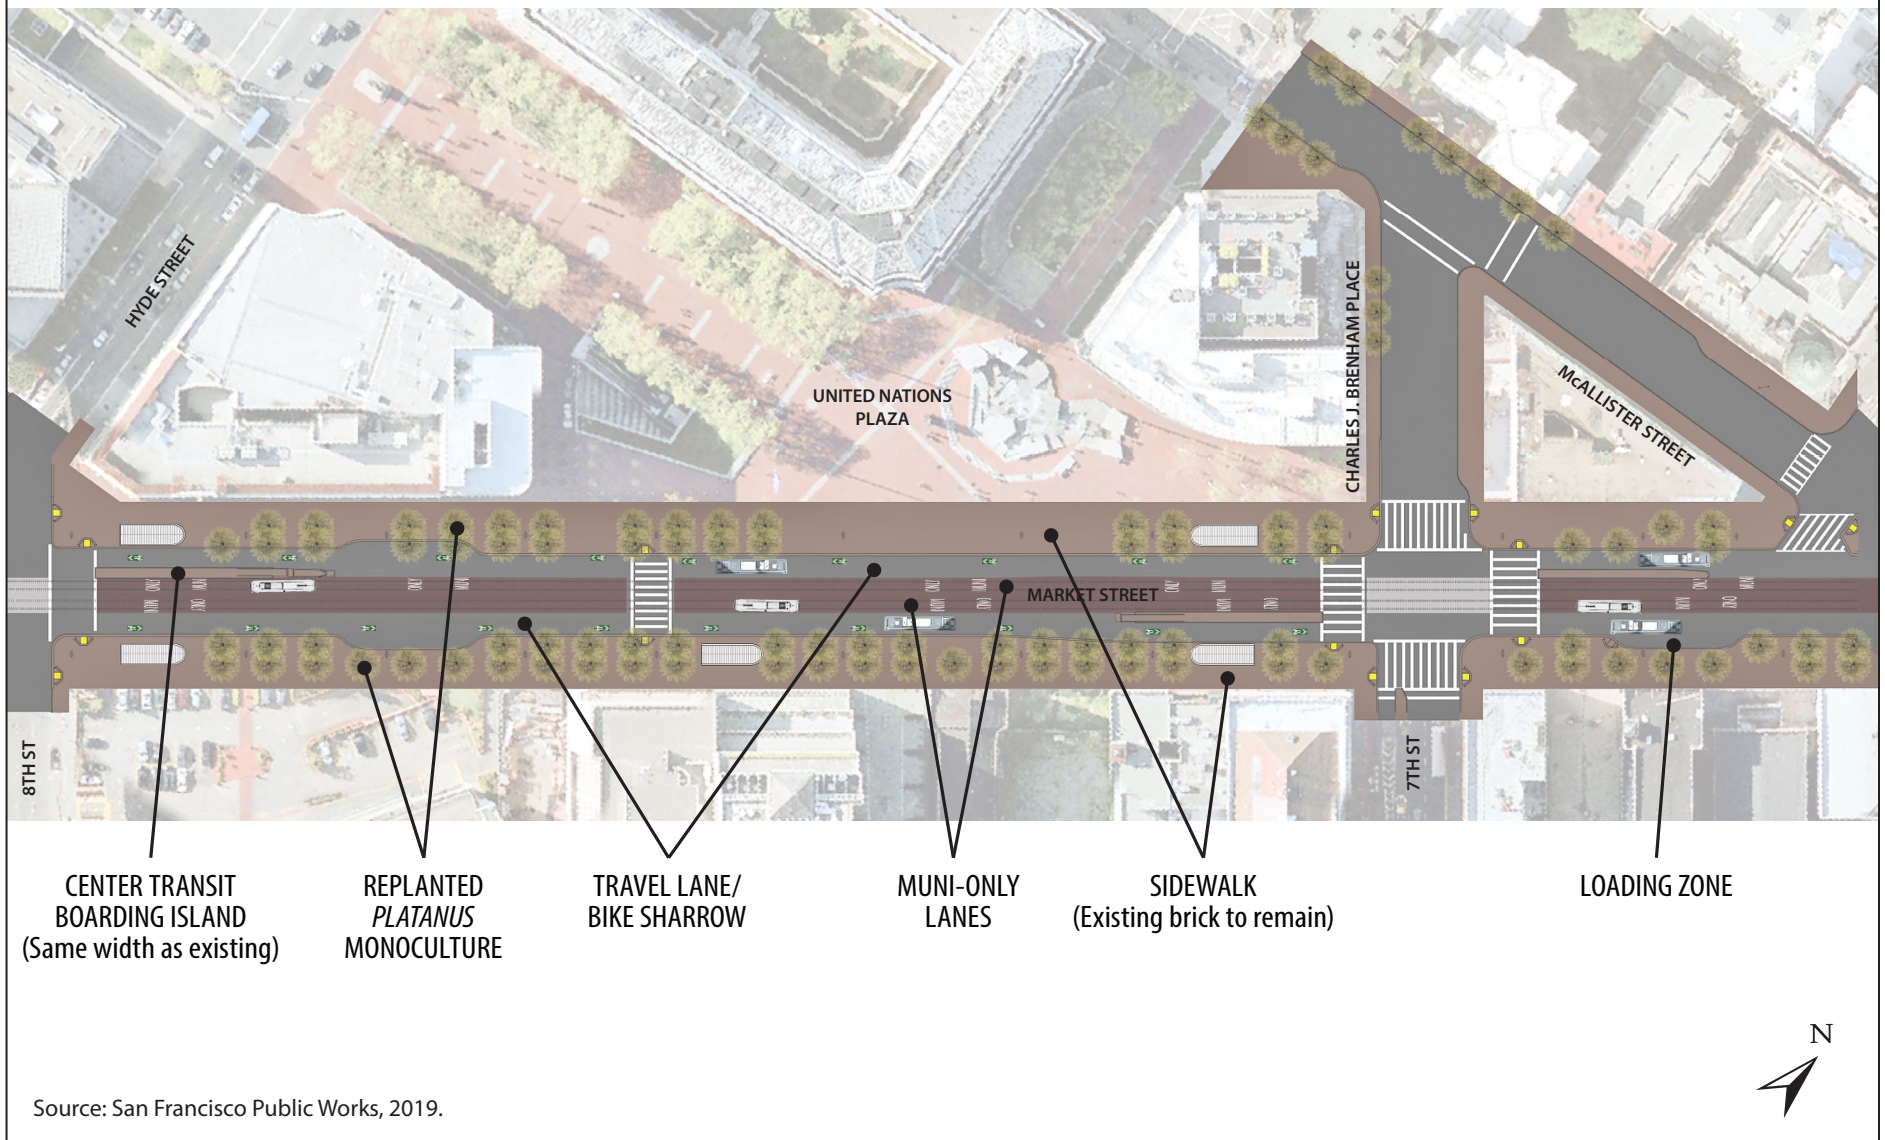 HYDE STREET
UNITED NATIONS
PLAZA
CHARLES J. BRENHAM PLACE
McALLISTER STREET
MARKET STREET
8TH ST
7TH ST
CENTER TRANSIT
BOARDING ISLAND
(Same width as existing)
REPLANTED
PLATANUS
MONOCULTURE
TRAVEL LANE/
BIKE SHARROW
MUNI-ONLY
LANES
SIDEWALK
(Existing brick to remain)
LOADING ZONE
N
Source: San Francisco Public Works, 2019.